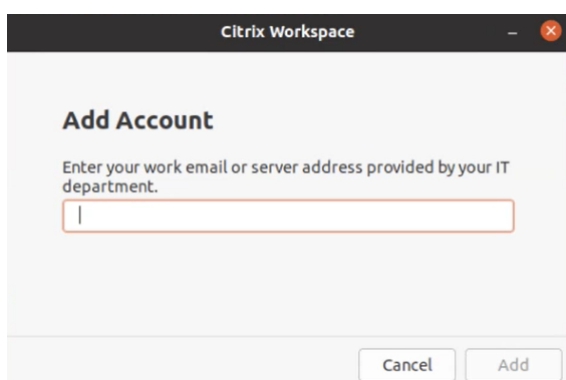 Citrix Workspace
Add Account
Enter your work email or server address provided by your IT
department.
Cancel Add